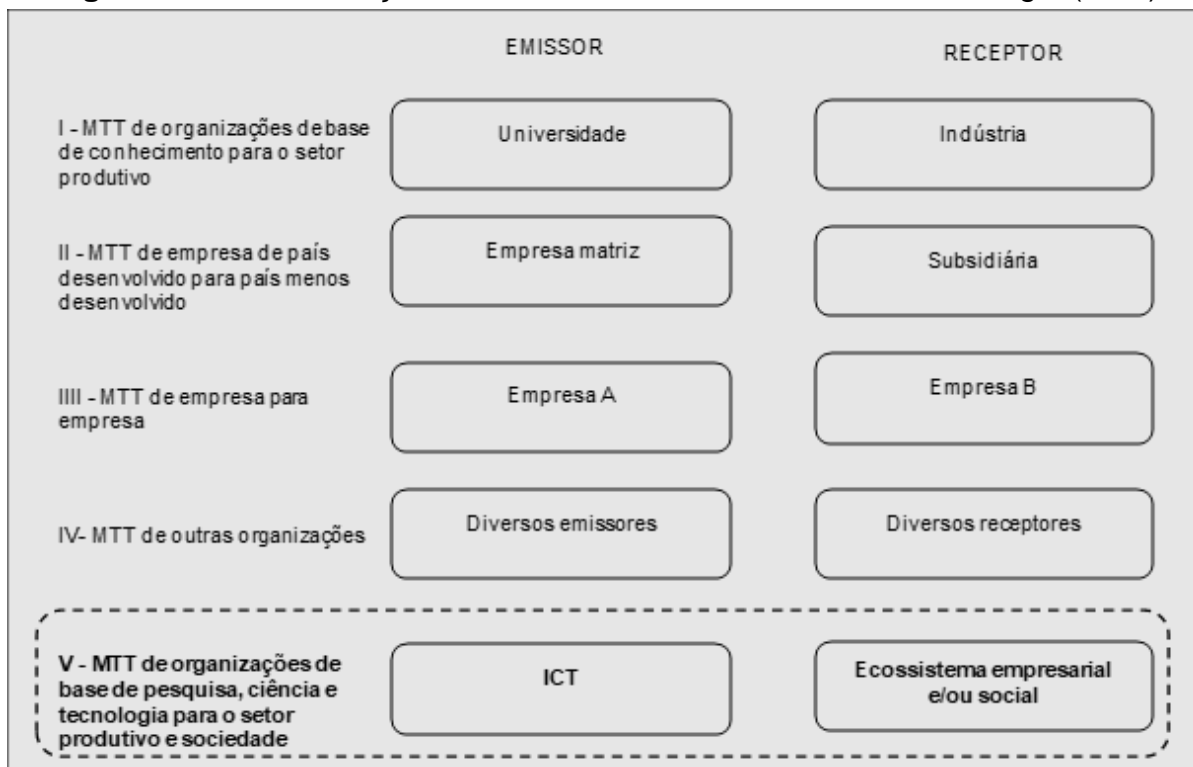 EMISSOR
RECEPTOR
I - MTT de organizações de base
de conhecimento para o setor
produtivo
Universidade
Indústria
II - MTT de empresa de país
desenvolvido para país menos
desenvolvido
Empresa matriz
Subsidiária
IIII - MTT de empresa para
empresa
Empresa A
Empresa B
IV- MTT de outras organizações
Diversos emissores
Diversos receptores
V - MTT de organizações de
base de pesquisa, ciência e
tecnologia para o setor
produtivo e sociedade
ICT
Ecossistema empresarial
e/ou social